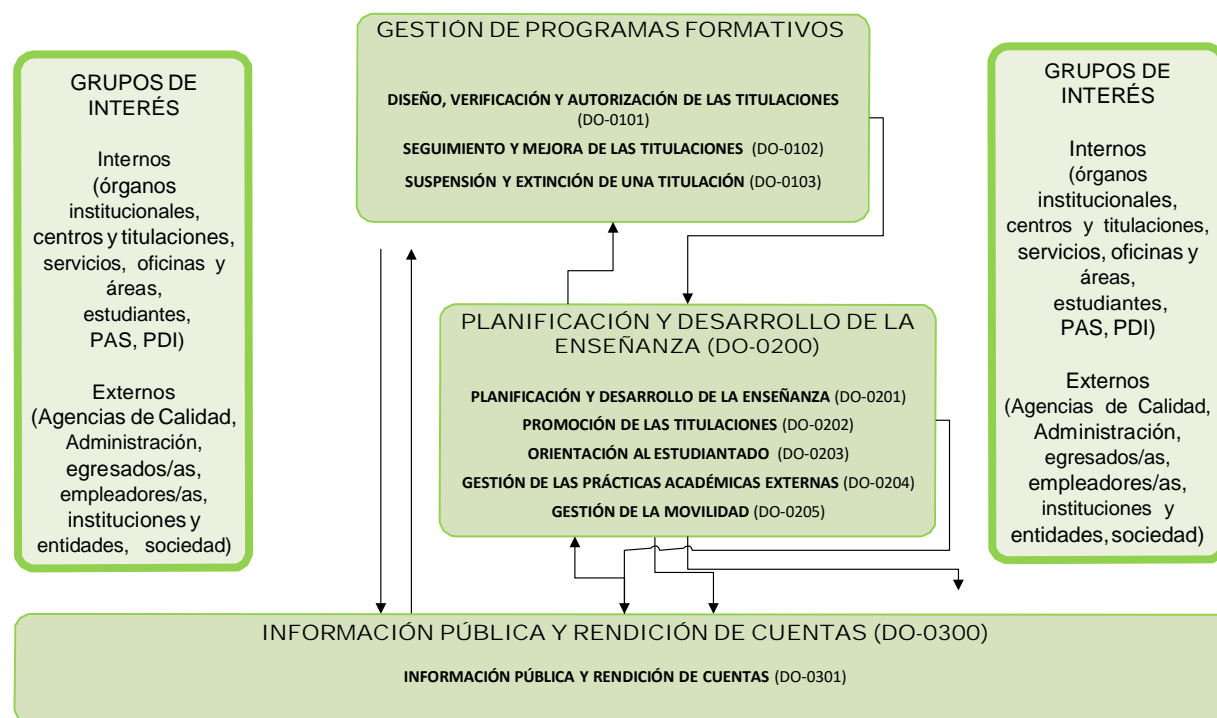 GESTIÓN DE PROGRAMAS FORMATIVOS
DISEÑO, VERIFICACIÓN Y AUTORIZACIÓN DE LAS TITULACIONES
(DO-0101)
SEGUIMIENTO Y MEJORA DE LAS TITULACIONES (DO-0102)
SUSPENSIÓN Y EXTINCIÓN DE UNA TITULACIÓN (DO-0103)
GRUPOS DE
INTERÉS
Internos
(órganos
institucionales,
centros y titulaciones,
servicios, oficinas y
áreas,
estudiantes,
PAS, PDI)
Externos
(Agencias de Calidad,
Administración,
egresados/as,
empleadores/as,
instituciones y
entidades, sociedad)
PLANIFICACIÓN Y DESARROLLO DE LA
ENSEÑANZA (DO-0200)
PLANIFICACIÓN Y DESARROLLO DE LA ENSEÑANZA (DO-0201)
PROMOCIÓN DE LAS TITULACIONES (DO-0202)
ORIENTACIÓN AL ESTUDIANTADO (DO-0203)
GESTIÓN DE LAS PRÁCTICAS ACADÉMICAS EXTERNAS (DO-0204)
GESTIÓN DE LA MOVILIDAD (DO-0205)
GRUPOS DE
INTERÉS
Internos
(órganos
institucionales,
centros y titulaciones,
servicios, oficinas y
áreas,
estudiantes,
PAS, PDI)
Externos
(Agencias de Calidad,
Administración,
egresados/as,
empleadores/as,
instituciones y
entidades, sociedad)
INFORMACIÓN PÚBLICA Y RENDICIÓN DE CUENTAS (DO-0300)
INFORMACIÓN PÚBLICA Y RENDICIÓN DE CUENTAS (DO-0301)